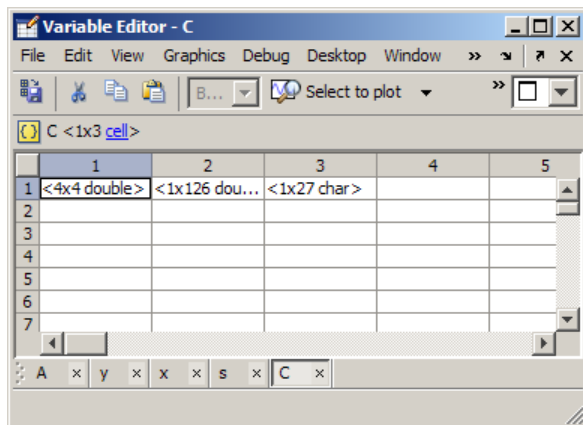 Variable Editor - C
File Edit View Graphics Debug Desktop Window »
B... Select to plot »
{} C <1x3 cell>
1 2 3 4 5
1 <4x4 double> <1x126 dou... <1x27 char>
2
3
4
5
6
7
A × y × x × s × C ×